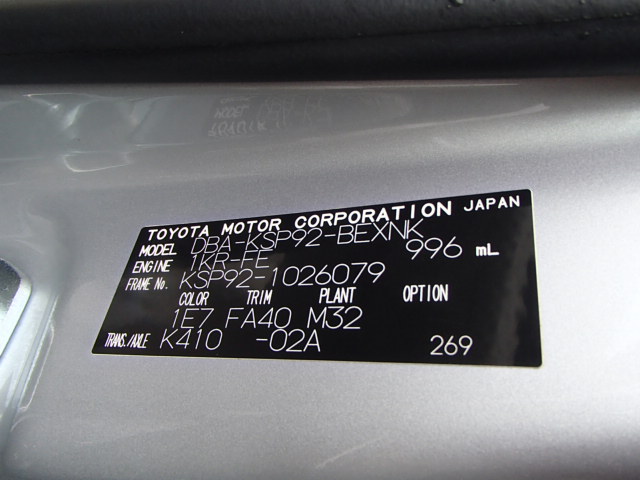 TOYOTA MOTOR CORPORATION JAPAN
MODEL DBA-KSP92-BEXNK
ENGINE 1KR-FE 996 mL
FRAME No. KSP92-1026079
COLOR TRIM PLANT OPTION
1E7 FA40 M32
TRANS./AXLE K410 -02A 269